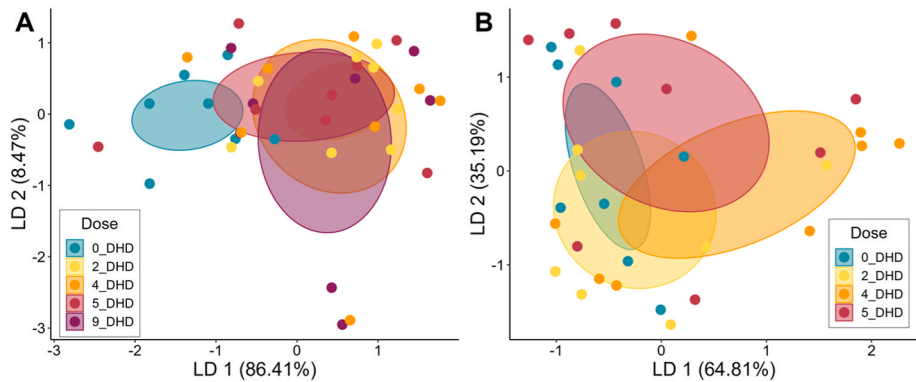 A
1
0
-1
-2
-3
LD 2 (8.47%)
Dose
0_DHD
2_DHD
4_DHD
5_DHD
9_DHD
-3 -2 -1 0 1
LD 1 (86.41%)
B
1
0
-1
LD 2 (35.19%)
Dose
0_DHD
2_DHD
4_DHD
5_DHD
-1 0 1 2
LD 1 (64.81%)